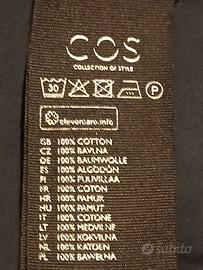 COS
COLLECTION OF STYLE
30
P
clevercare.info
GB 100% COTTON
CZ 100% BAVLNA
DE 100% BAUMWOLLE
ES 100% ALGODÓN
FI 100% PUUVILLAA
FR 100% COTON
HR 100% PAMUK
HU 100% PAMUT
IT 100% COTONE
LT 100% MEDVILNĖ
LV 100% KOKVILNA
NL 100% KATOEN
PL 100% BAWEŁNA
subito